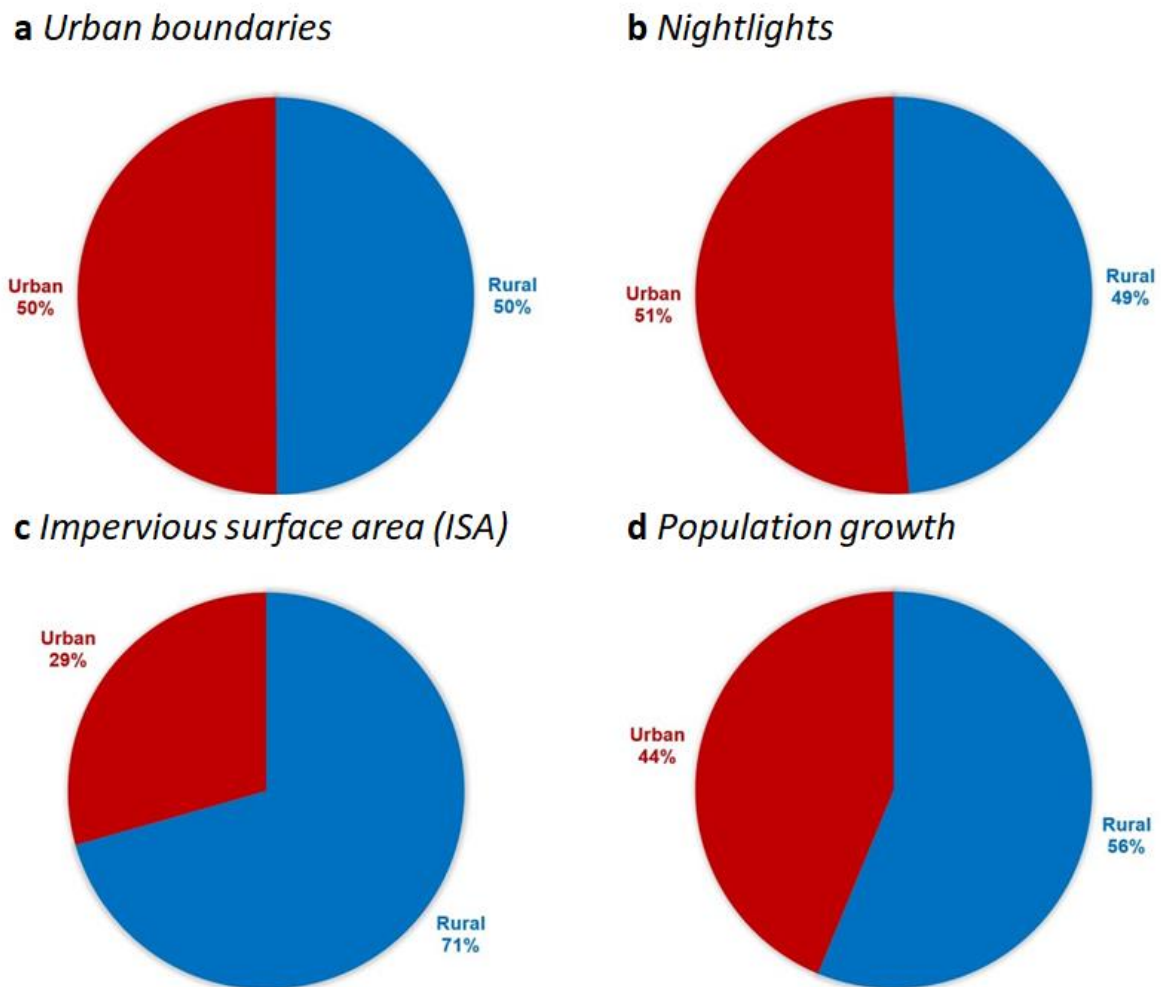 a Urban boundaries
b Nightlights
Urban
50%
Rural
50%
Urban
51%
Rural
49%
c Impervious surface area (ISA)
d Population growth
Urban
29%
Rural
71%
Urban
44%
Rural
56%